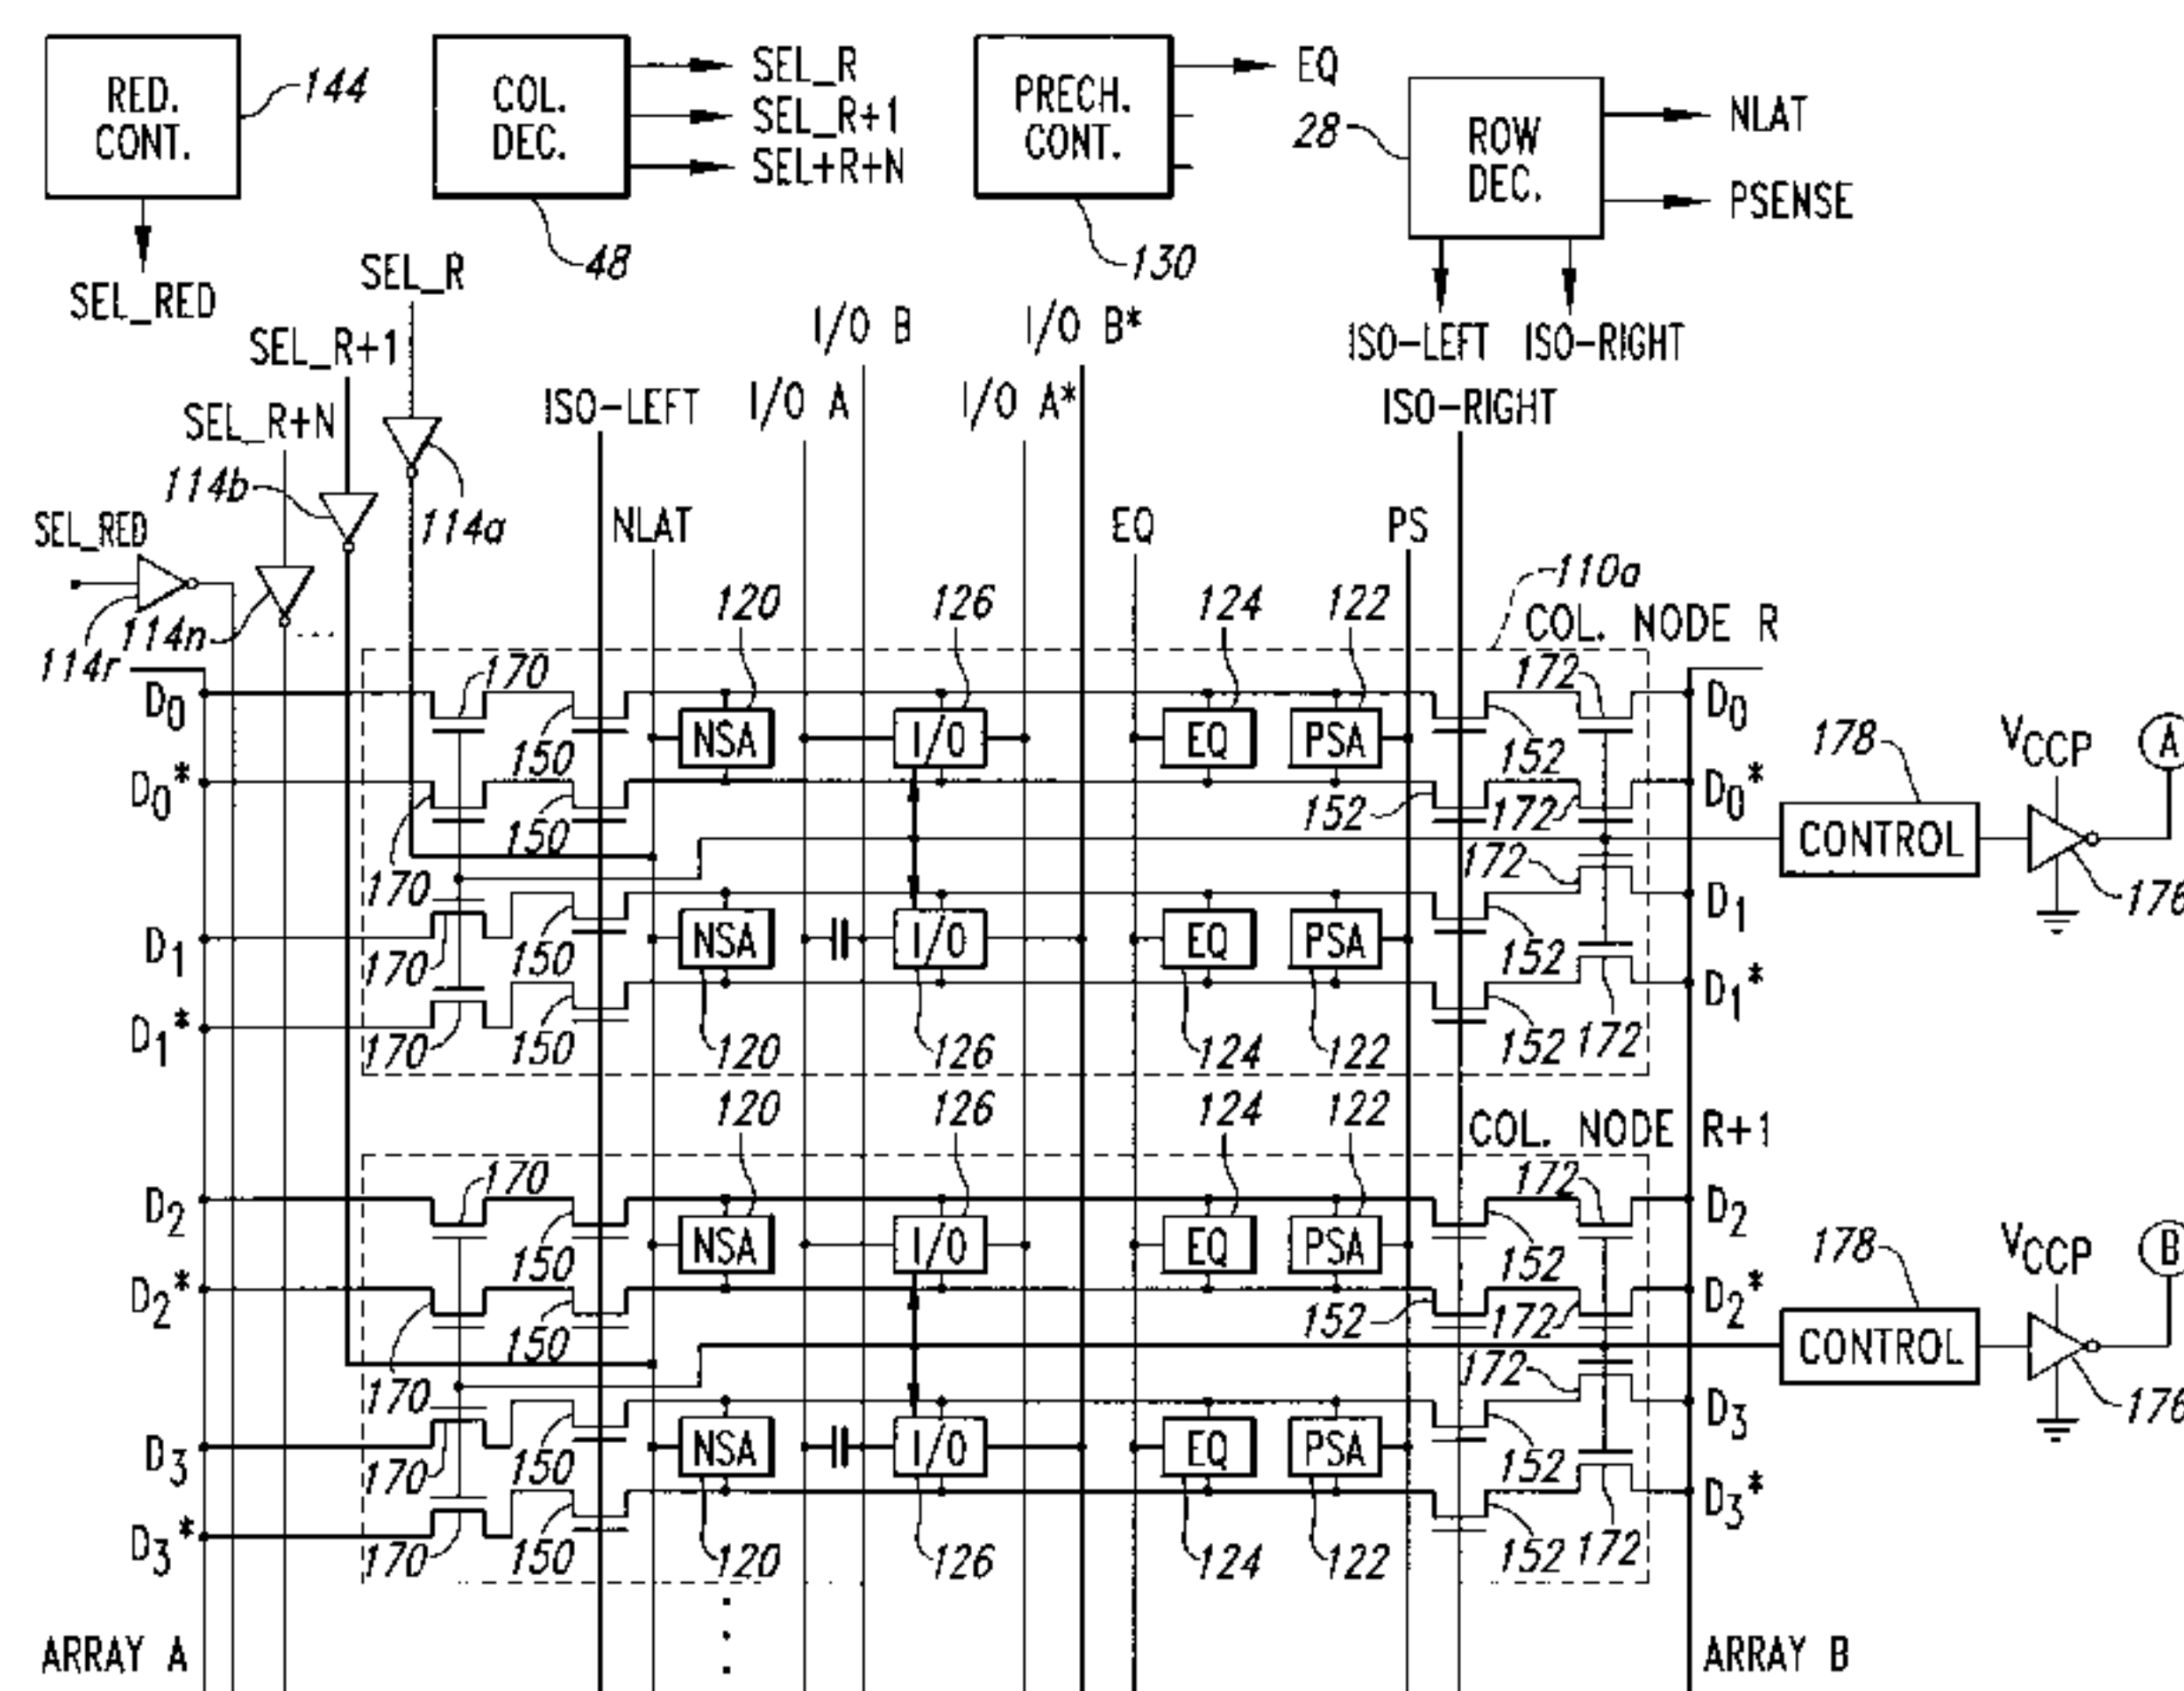 RED. CONT.
144
SEL_RED
COL. DEC.
48
SEL_R
SEL_R+1
SEL+R+N
PRECH. CONT.
130
EQ
28
ROW DEC.
NLAT
PSENSE
ISO-LEFT ISO-RIGHT
SEL_R
SEL_R+1
SEL_R+N
SEL_RED
114b
114a
114n
114r
I/O B
I/O B*
ISO-LEFT
I/O A
I/O A*
ISO-RIGHT
NLAT
EQ
PS
110a
120 126 124 122
COL. NODE R
D0 170 172 D0
150 NSA I/O EQ PSA 152
178 VCCP A
D0* 152 172 D0*
170 150 CONTROL
172 D1
176
D1 170 150 NSA I/O EQ PSA 152
D1* D1*
170 150 120 126 124 122 152 172
120 126 124 122
COL. NODE R+1
D2 170 172 D2
150 NSA I/O EQ PSA 152
178 VCCP B
D2* 152 172 D2*
170 150 CONTROL
172 D3
176
D3 170 150 NSA I/O EQ PSA 152
D3* D3*
170 150 120 126 124 122 152 172
ARRAY A
ARRAY B